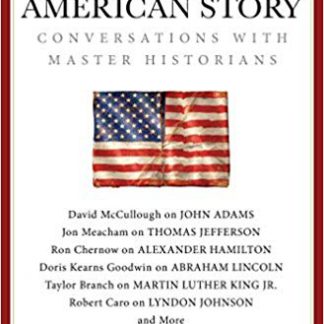 AMERICAN STORY
CONVERSATIONS WITH
MASTER HISTORIANS
David McCullough on JOHN ADAMS
Jon Meacham on THOMAS JEFFERSON
Ron Chernow on ALEXANDER HAMILTON
Doris Kearns Goodwin on ABRAHAM LINCOLN
Taylor Branch on MARTIN LUTHER KING JR.
Robert Caro on LYNDON JOHNSON
and More